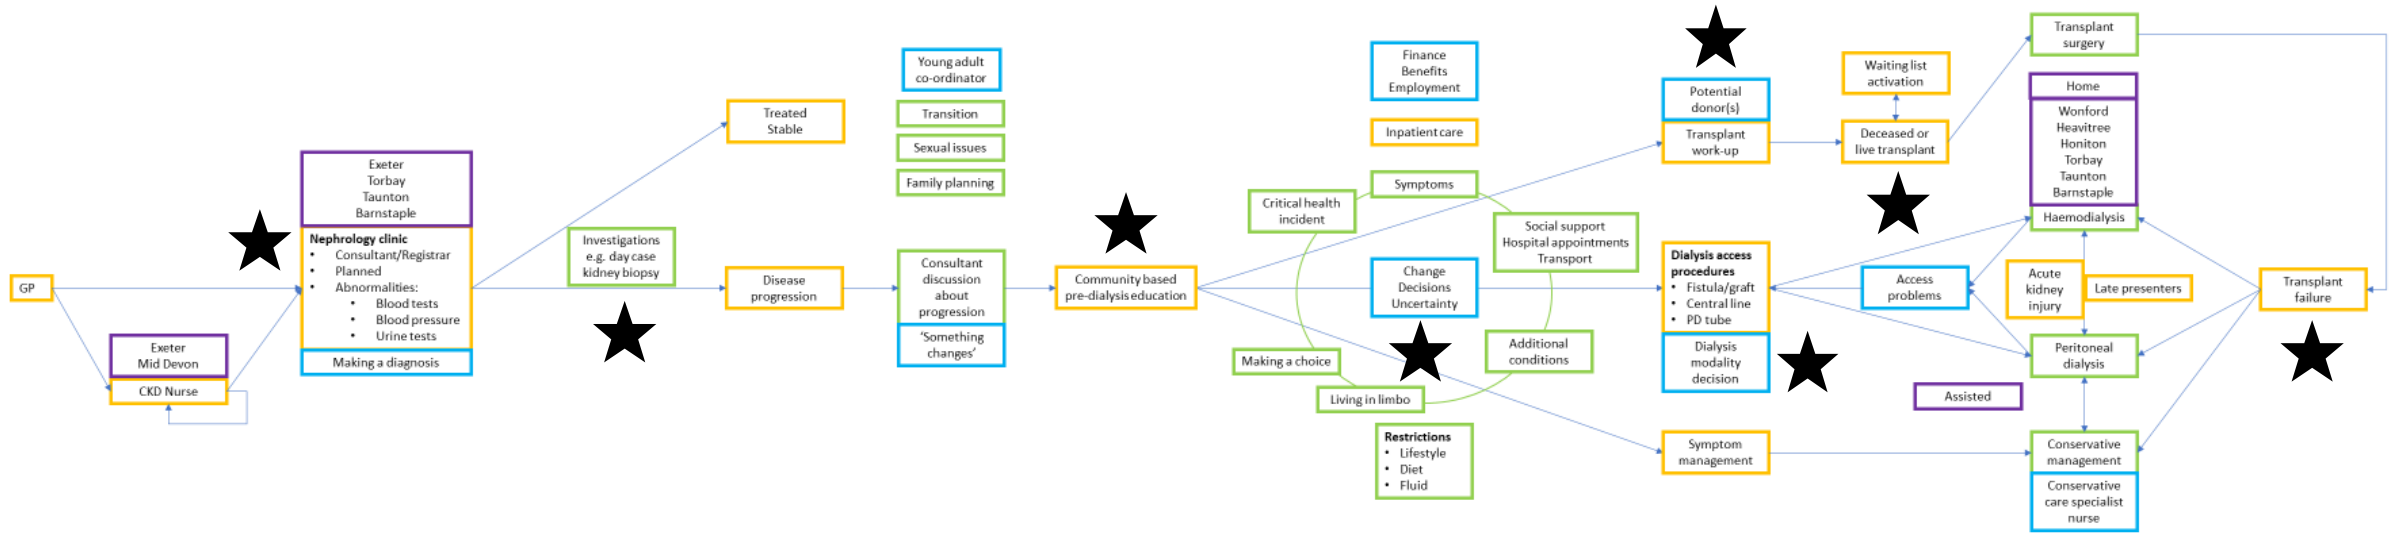 GP
Exeter
Mid Devon
CKD Nurse
Exeter
Torbay
Taunton
Barnstaple
Nephrology clinic
• Consultant/Registrar
• Planned
• Abnormalities:
• Blood tests
• Blood pressure
• Urine tests
Making a diagnosis
Investigations
e.g. day case
kidney biopsy
Treated
Stable
Disease
progression
Young adult
co-ordinator
Transition
Sexual issues
Family planning
Consultant
discussion
about
progression
‘Something
changes’
Community based
pre-dialysis education
Finance
Benefits
Employment
Inpatient care
Symptoms
Critical health
incident
Social support
Hospital appointments
Transport
Change
Decisions
Uncertainty
Additional
conditions
Making a choice
Living in limbo
Restrictions
• Lifestyle
• Diet
• Fluid
Potential
donor(s)
Transplant
work-up
Dialysis access
procedures
• Fistula/graft
• Central line
• PD tube
Dialysis
modality
decision
Symptom
management
Waiting list
activation
Deceased or
live transplant
Access
problems
Assisted
Transplant
surgery
Home
Wonford
Heavitree
Honiton
Torbay
Taunton
Barnstaple
Haemodialysis
Acute
kidney
injury
Late presenters
Peritoneal
dialysis
Conservative
management
Conservative
care specialist
nurse
Transplant
failure